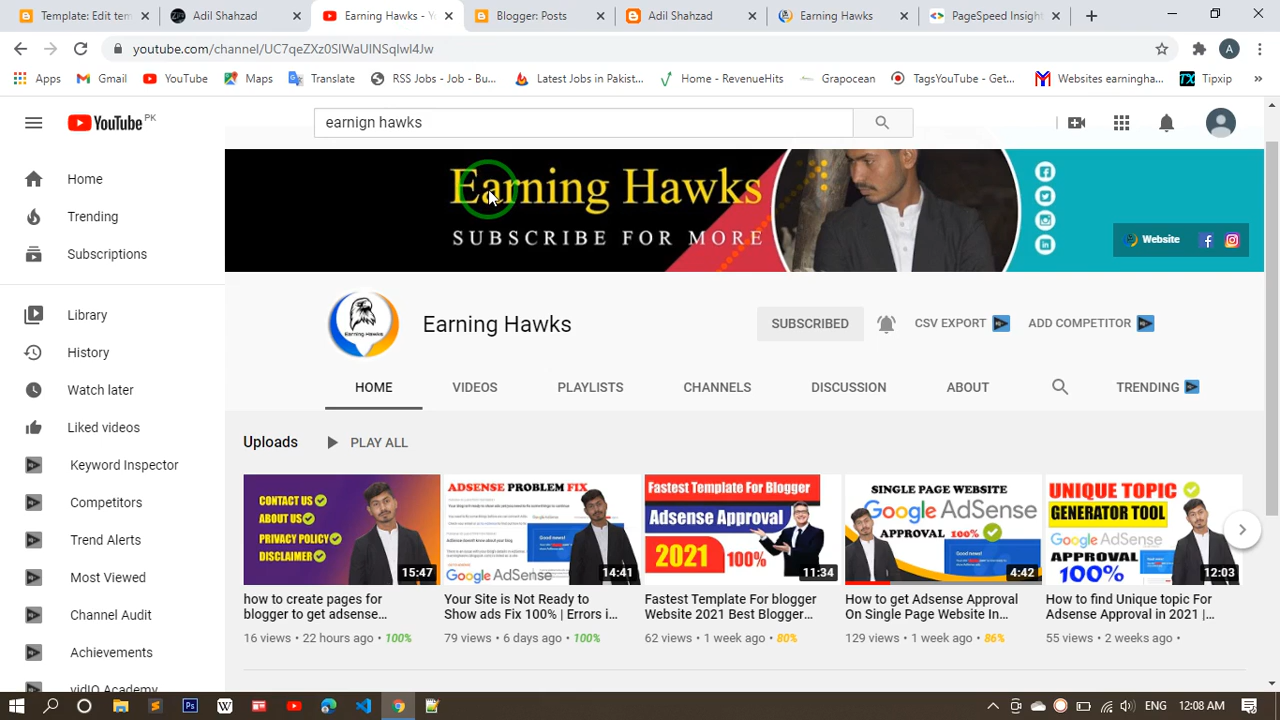 Template: Edit tem
Adil Shahzad
Earning Hawks - Y
Blogger: Posts
Adil Shahzad
Earning Hawks
PageSpeed Insigh
youtube.com/channel/UC7qeZXz0SIWaUINSqIwI4Jw
A
Apps
Gmail
YouTube
Maps
Translate
RSS Jobs - Job - Bu...
Latest Jobs in Pakist...
Home - RevenueHits
Grapocean
TagsYouTube - Get...
Websites earningha...
Tipxip
YouTube PK
earnign hawks
Home
Trending
Subscriptions
Library
History
Watch later
Liked videos
Keyword Inspector
Competitors
Trend Alerts
Most Viewed
Channel Audit
Achievements
vidIQ Academy
Earning Hawks
SUBSCRIBE FOR MORE
Website
Earning Hawks
Earning Hawks
SUBSCRIBED
CSV EXPORT
ADD COMPETITOR
HOME
VIDEOS
PLAYLISTS
CHANNELS
DISCUSSION
ABOUT
TRENDING
Uploads
PLAY ALL
CONTACT US
ABOUT US
PRIVACY POLICY
DISCLAIMER
15:47
how to create pages for
blogger to get adsense...
16 views • 22 hours ago • 100%
ADSENSE PROBLEM FIX
Google AdSense
14:41
Your Site is Not Ready to
Show ads Fix 100% | Errors i...
79 views • 6 days ago • 100%
Fastest Template For Blogger
Adsense Approval
2021 100%
11:34
Fastest Template For blogger
Website 2021 Best Blogger...
62 views • 1 week ago • 80%
SINGLE PAGE WEBSITE
Google AdSense
APPROVAL 100%
Good news!
4:42
How to get Adsense Approval
On Single Page Website In...
129 views • 1 week ago • 86%
UNIQUE TOPIC
GENERATOR TOOL
Google AdSense
APPROVAL
100%
Good news!
12:03
How to find Unique topic For
Adsense Approval in 2021 |...
55 views • 2 weeks ago •
ENG
12:08 AM